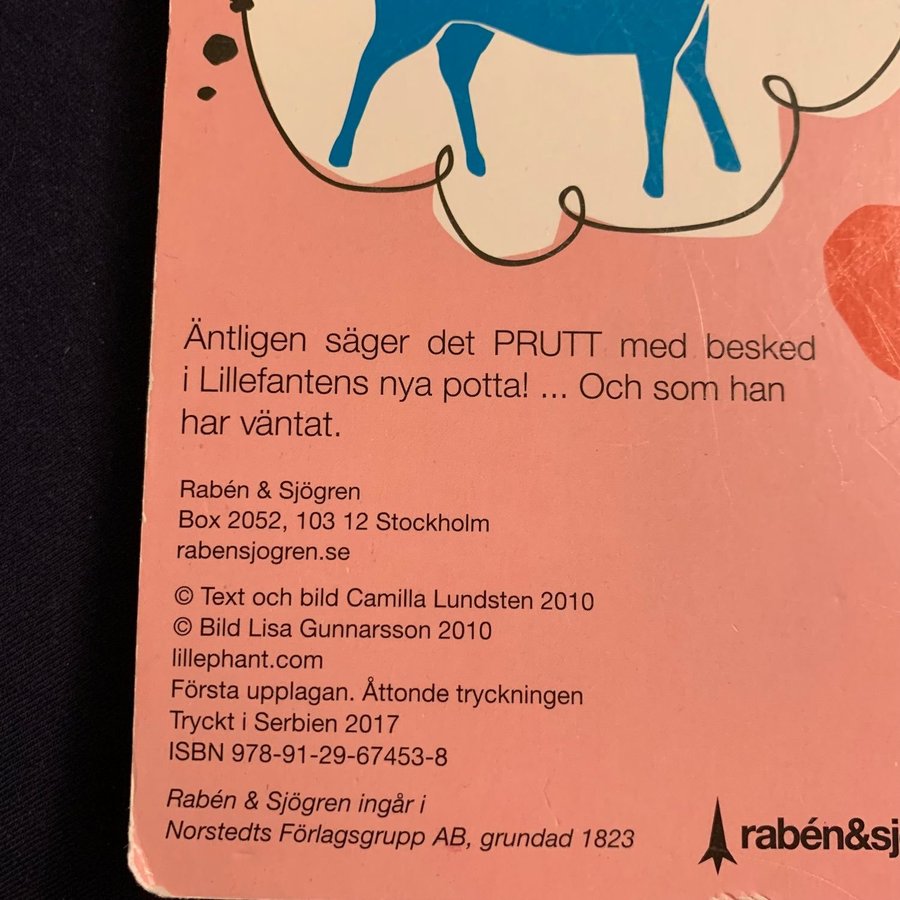 Äntligen säger det PRUTT med besked
i Lillefantens nya potta! ... Och som han
har väntat.
Rabén & Sjögren
Box 2052, 103 12 Stockholm
rabensjogren.se
© Text och bild Camilla Lundsten 2010
© Bild Lisa Gunnarsson 2010
lillephant.com
Första upplagan. Åttonde tryckningen
Tryckt i Serbien 2017
ISBN 978-91-29-67453-8
Rabén & Sjögren ingår i
Norstedts Förlagsgrupp AB, grundad 1823
rabén&sj